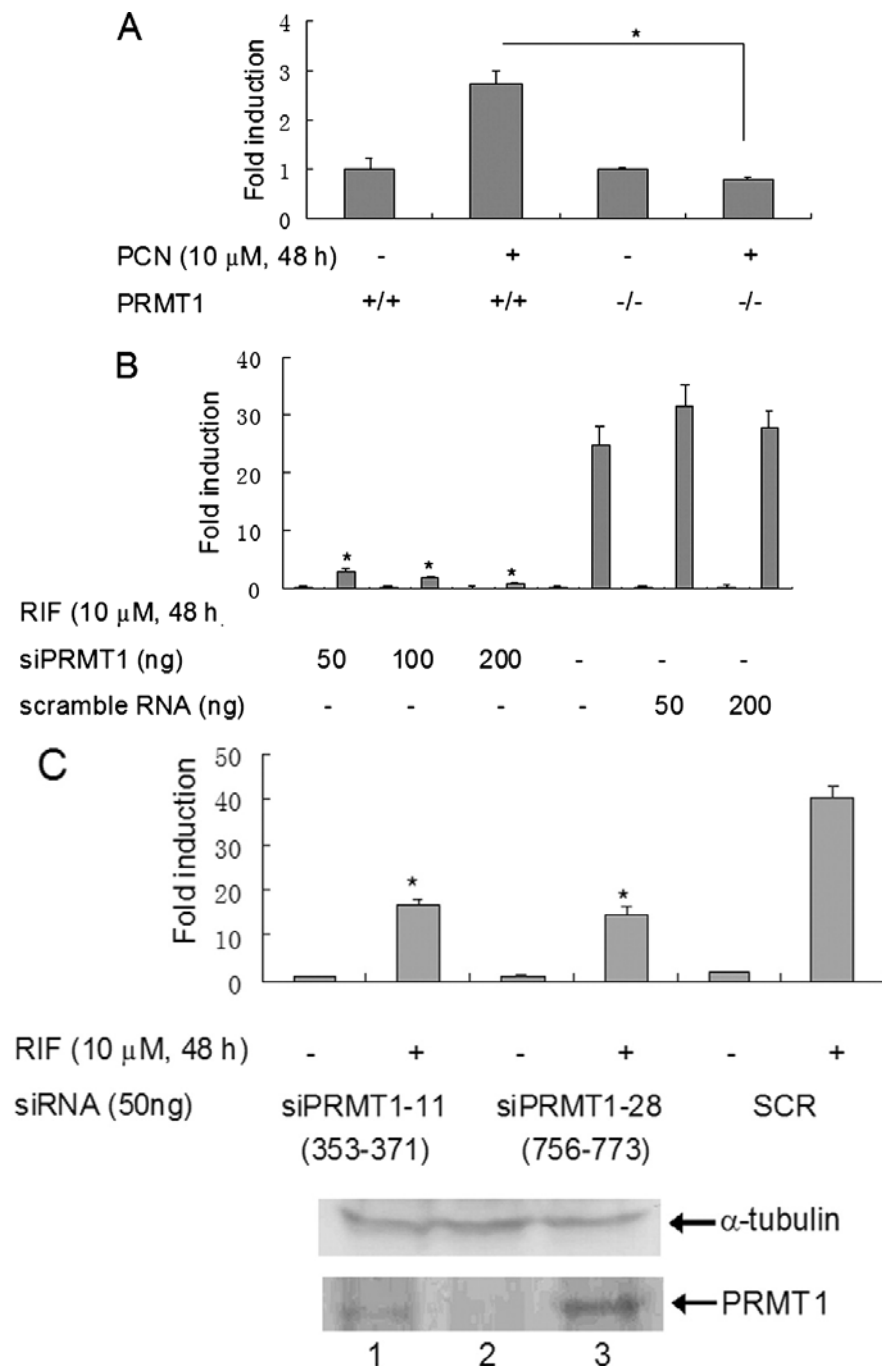 A
Fold induction
4
3
2
1
0
*
PCN (10 μM, 48 h) - + - +
PRMT1 +/+ +/+ -/- -/-
B
Fold induction
40
30
20
10
0
* * *
RIF (10 μM, 48 h
siPRMT1 (ng) 50 100 200 - - -
scramble RNA (ng) - - - - 50 200
C
Fold induction
50
40
30
20
10
0
* *
RIF (10 μM, 48 h) - + - + - +
siRNA (50ng) siPRMT1-11 siPRMT1-28 SCR
(353-371) (756-773)
α-tubulin
PRMT1
1 2 3